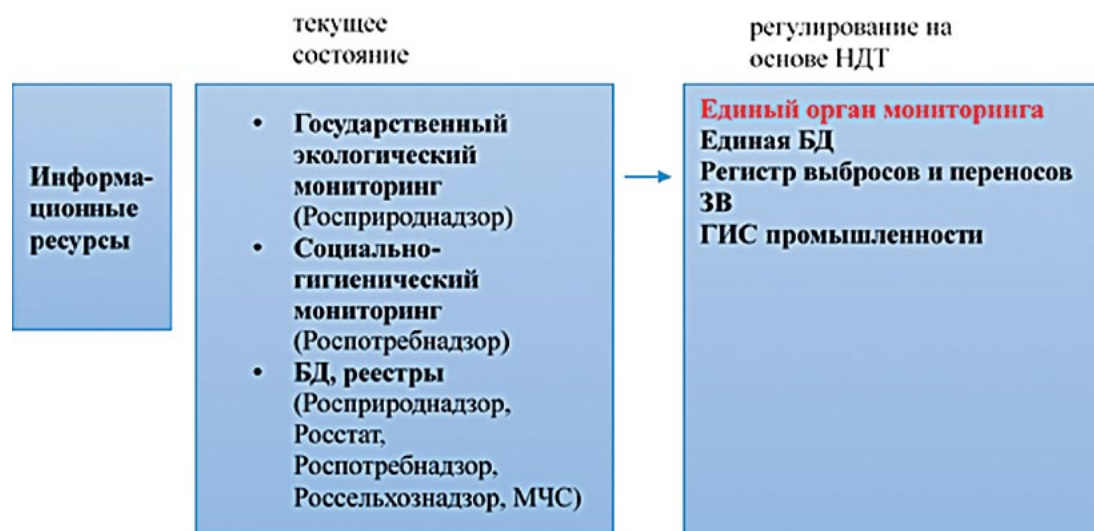 текущее
состояние
регулирование на
основе НДТ
Информа-
ционные
ресурсы
• Государственный
экологический
мониторинг
(Росприроднадзор)
• Социально-
гигиенический
мониторинг
(Роспотребнадзор)
• БД, реестры
(Росприроднадзор,
Росстат,
Роспотребнадзор,
Россельхознадзор, МЧС)
Единый орган мониторинга
Единая БД
Регистр выбросов и переносов
ЗВ
ГИС промышленности